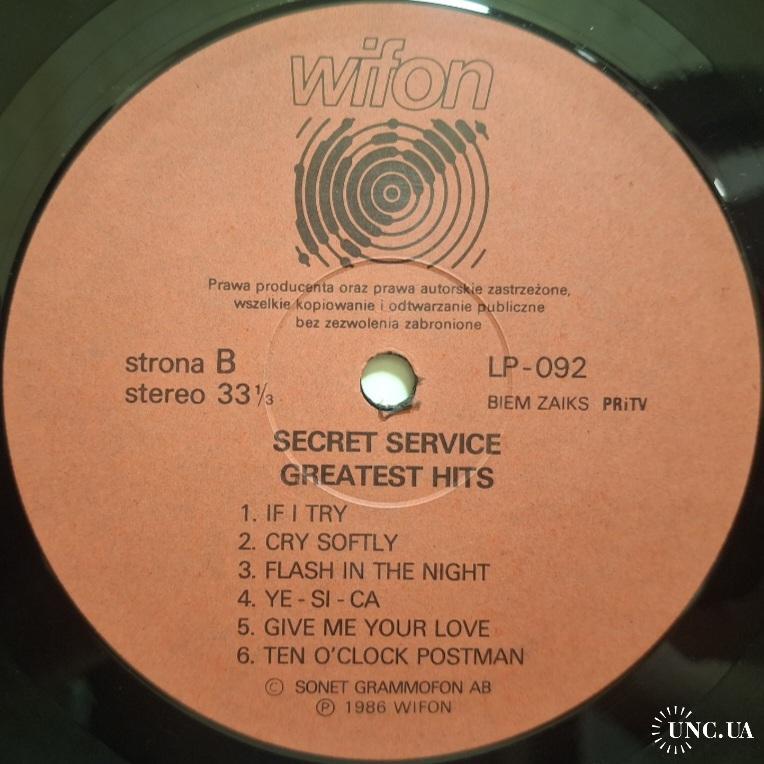 wifon
Prawa producenta oraz prawa autorskie zastrzeżone,
wszelkie kopiowanie i odtwarzanie publiczne
bez zezwolenia zabronione
strona B
stereo 33⅓
LP-092
BIEM ZAIKS PRiTV
SECRET SERVICE
GREATEST HITS
1. IF I TRY
2. CRY SOFTLY
3. FLASH IN THE NIGHT
4. YE - SI - CA
5. GIVE ME YOUR LOVE
6. TEN O'CLOCK POSTMAN
© SONET GRAMMOFON AB
℗ 1986 WIFON
UNC.UA